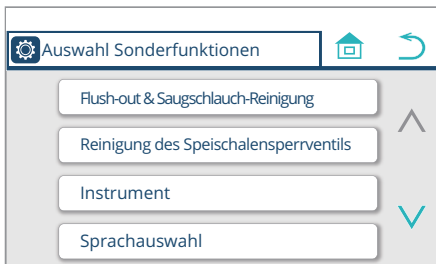 Auswahl Sonderfunktionen
Flush-out & Saugschlauch-Reinigung
Reinigung des Speischalensperrventils
Instrument
Sprachauswahl